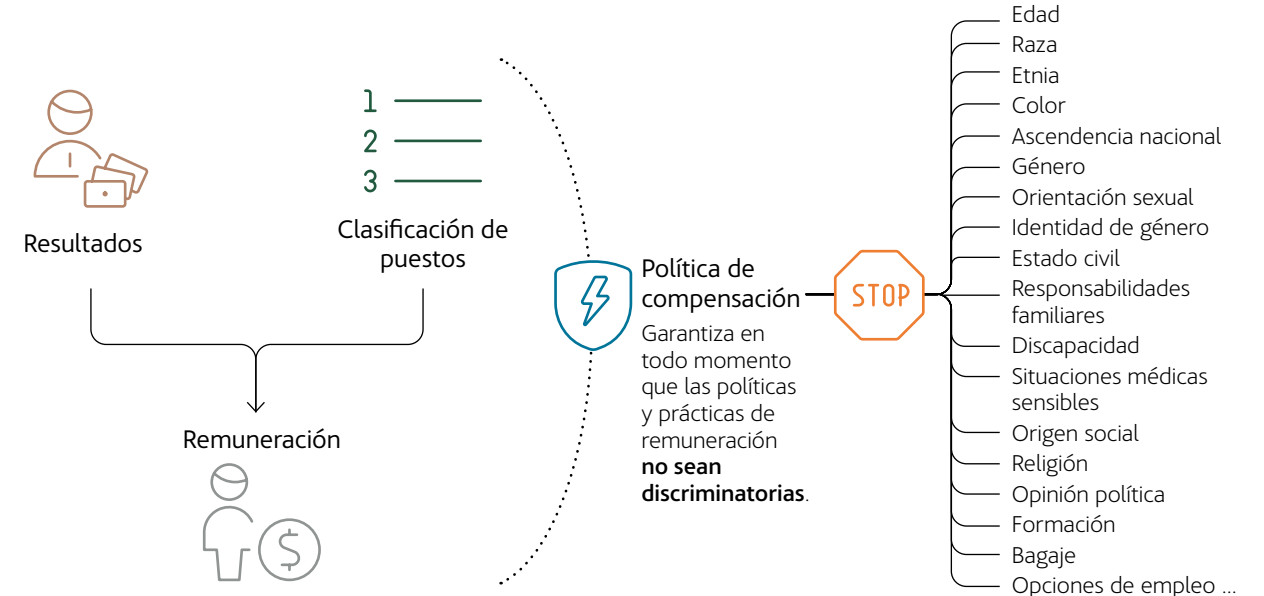 Resultados
1
2
3
Clasificación de
puestos
Remuneración
$
Política de
compensación
Garantiza en
todo momento
que las políticas
y prácticas de
remuneración
no sean
discriminatorias.
STOP
Edad
Raza
Etnia
Color
Ascendencia nacional
Género
Orientación sexual
Identidad de género
Estado civil
Responsabilidades
familiares
Discapacidad
Situaciones médicas
sensibles
Origen social
Religión
Opinión política
Formación
Bagaje
Opciones de empleo ...